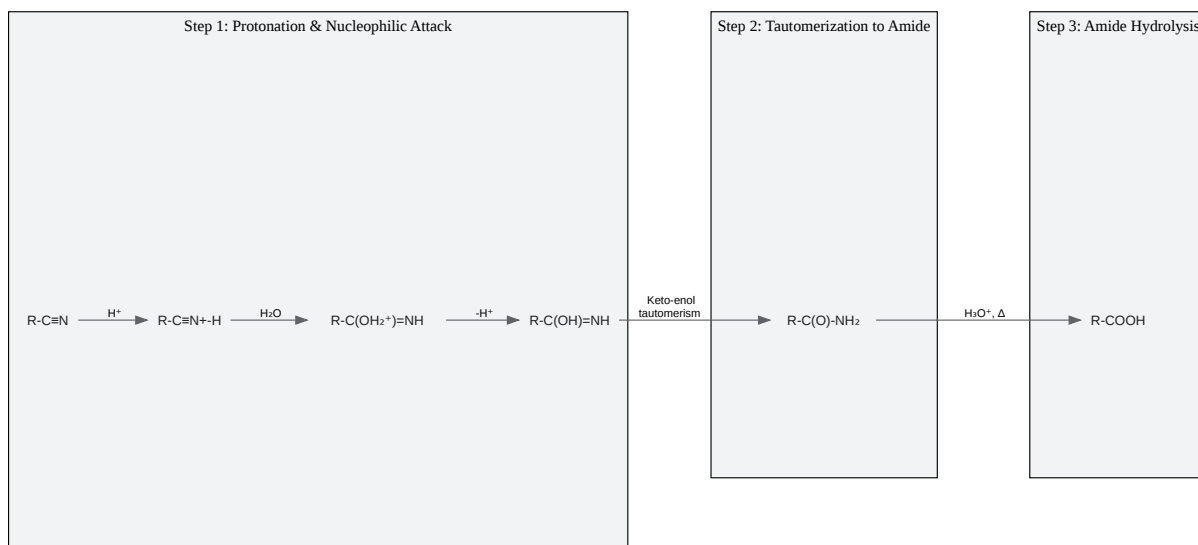 Step 1: Protonation & Nucleophilic Attack
Step 2: Tautomerization to Amide
Step 3: Amide Hydrolysis
R-C≡N
H⁺
R-C≡N+-H
H₂O
R-C(OH₂⁺)=NH
-H⁺
R-C(OH)=NH
Keto-enol
tautomerism
R-C(O)-NH₂
H₃O⁺, Δ
R-COOH